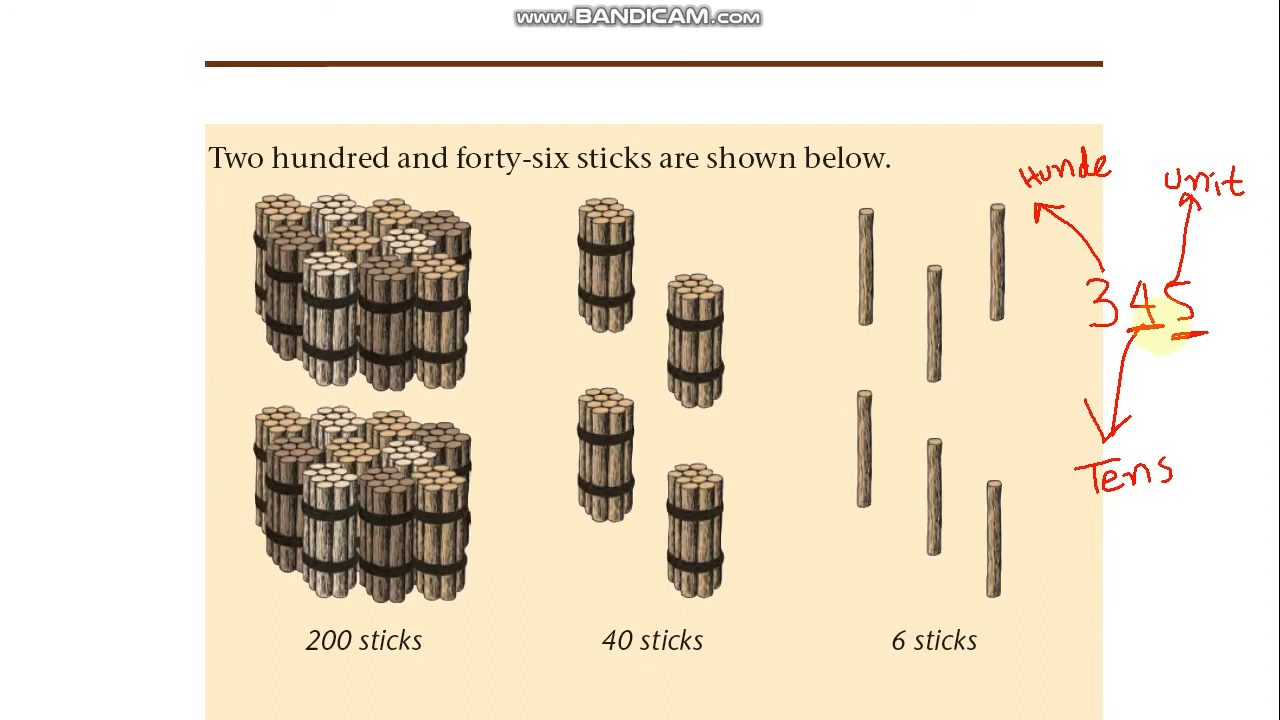 www.BANDICAM.com
Two hundred and forty-six sticks are shown below.
Hunde
unit
345
Tens
200 sticks
40 sticks
6 sticks